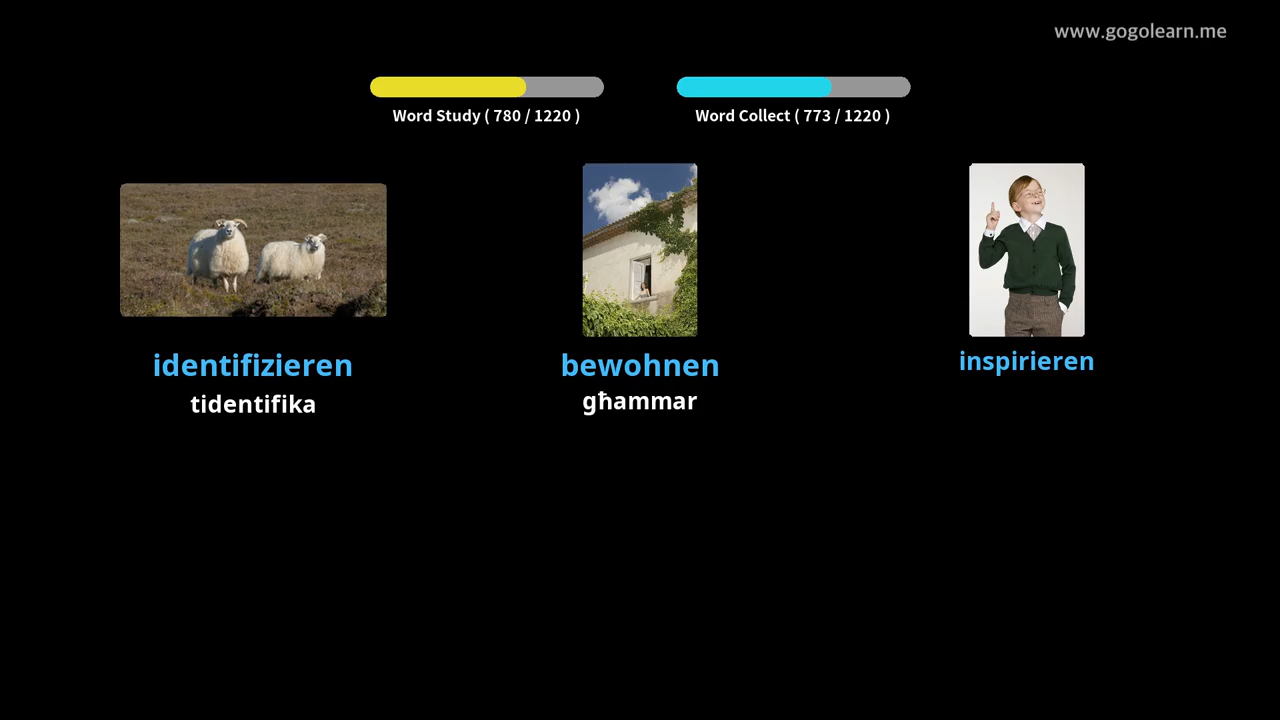 www.gogolearn.me
Word Study ( 780 / 1220 )
Word Collect ( 773 / 1220 )
identifizieren
tidentifika
bewohnen
għammar
inspirieren